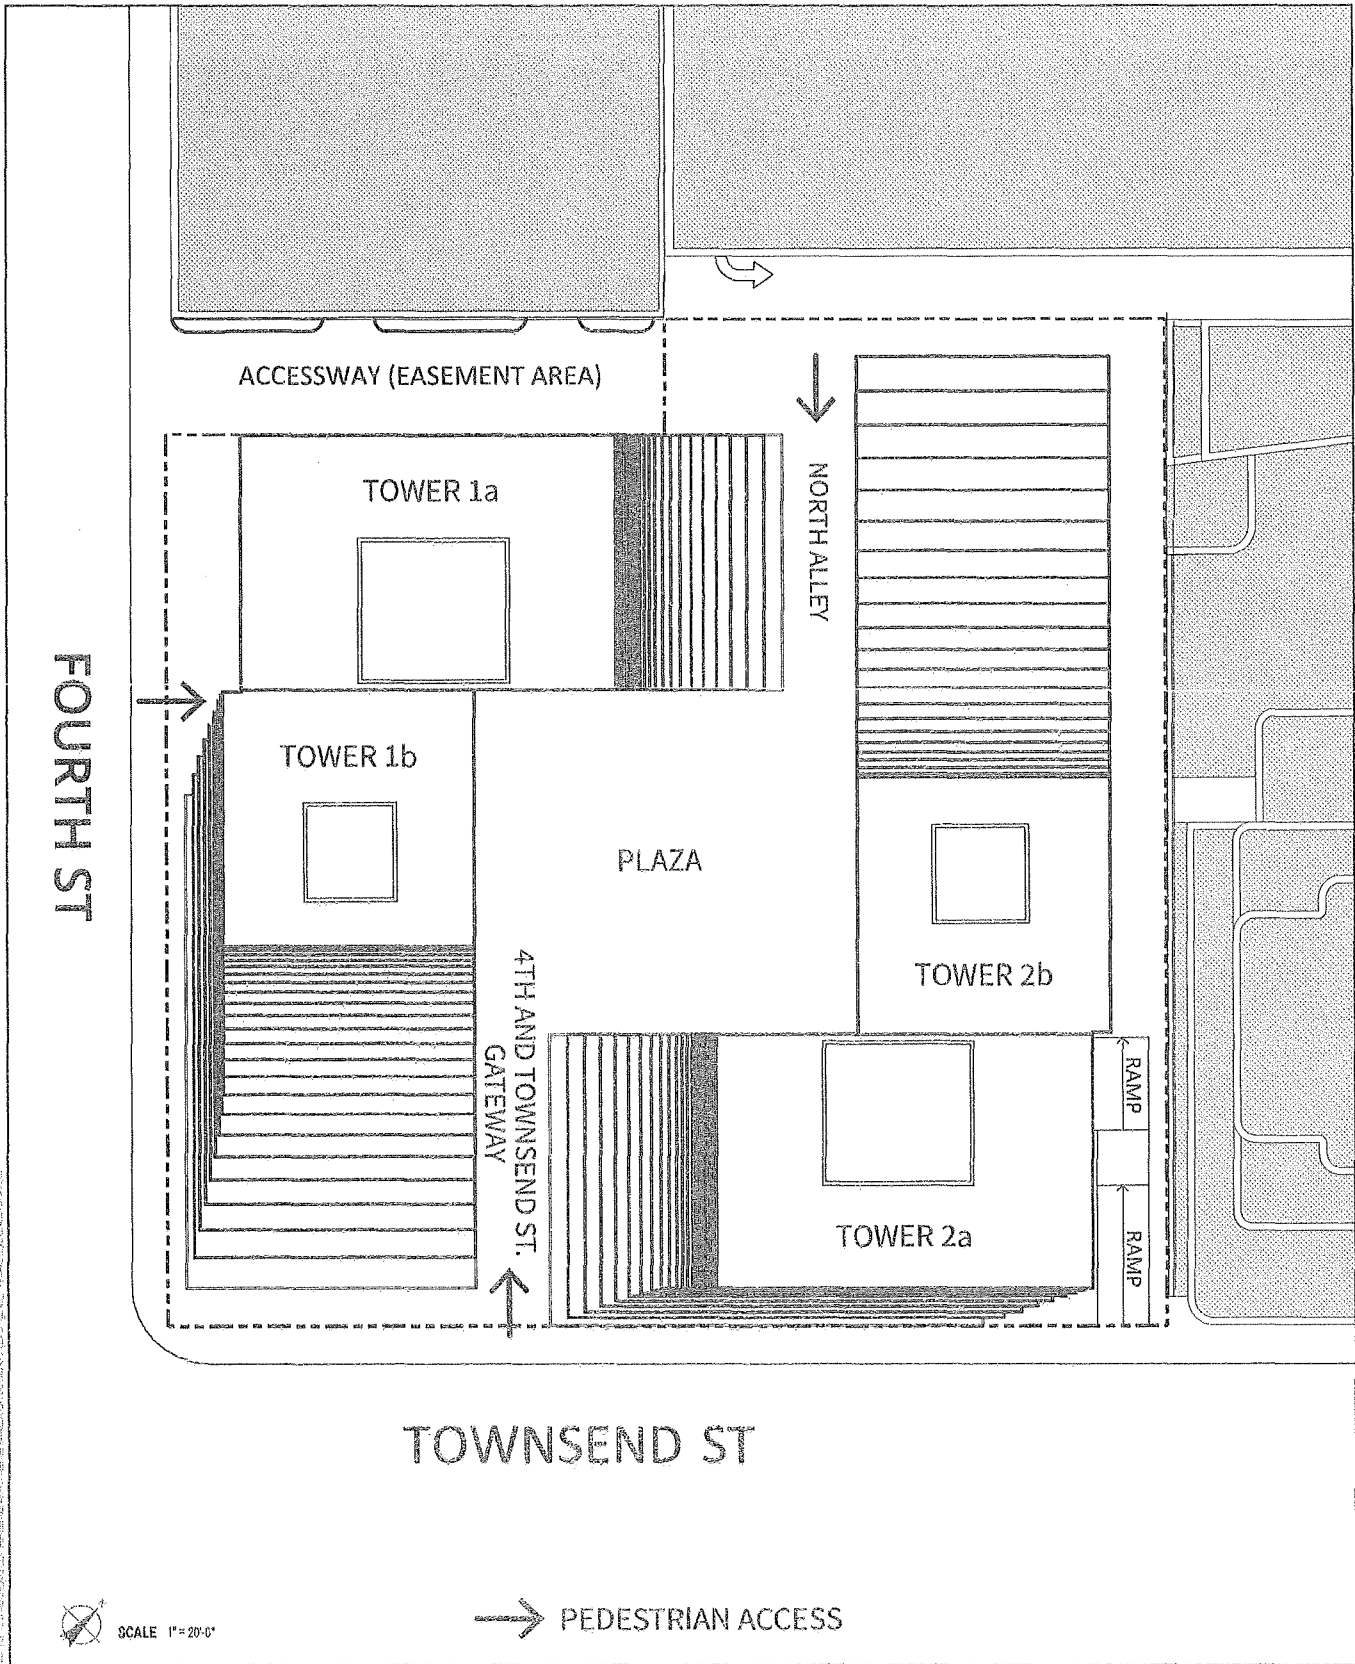 ACCESSWAY (EASEMENT AREA)
TOWER 1a
NORTH ALLEY
FOURTH ST
TOWER 1b
PLAZA
TOWER 2b
4TH AND TOWNSEND ST.
GATEWAY
RAMP
TOWER 2a
RAMP
TOWNSEND ST
SCALE 1" = 20'-0"
PEDESTRIAN ACCESS